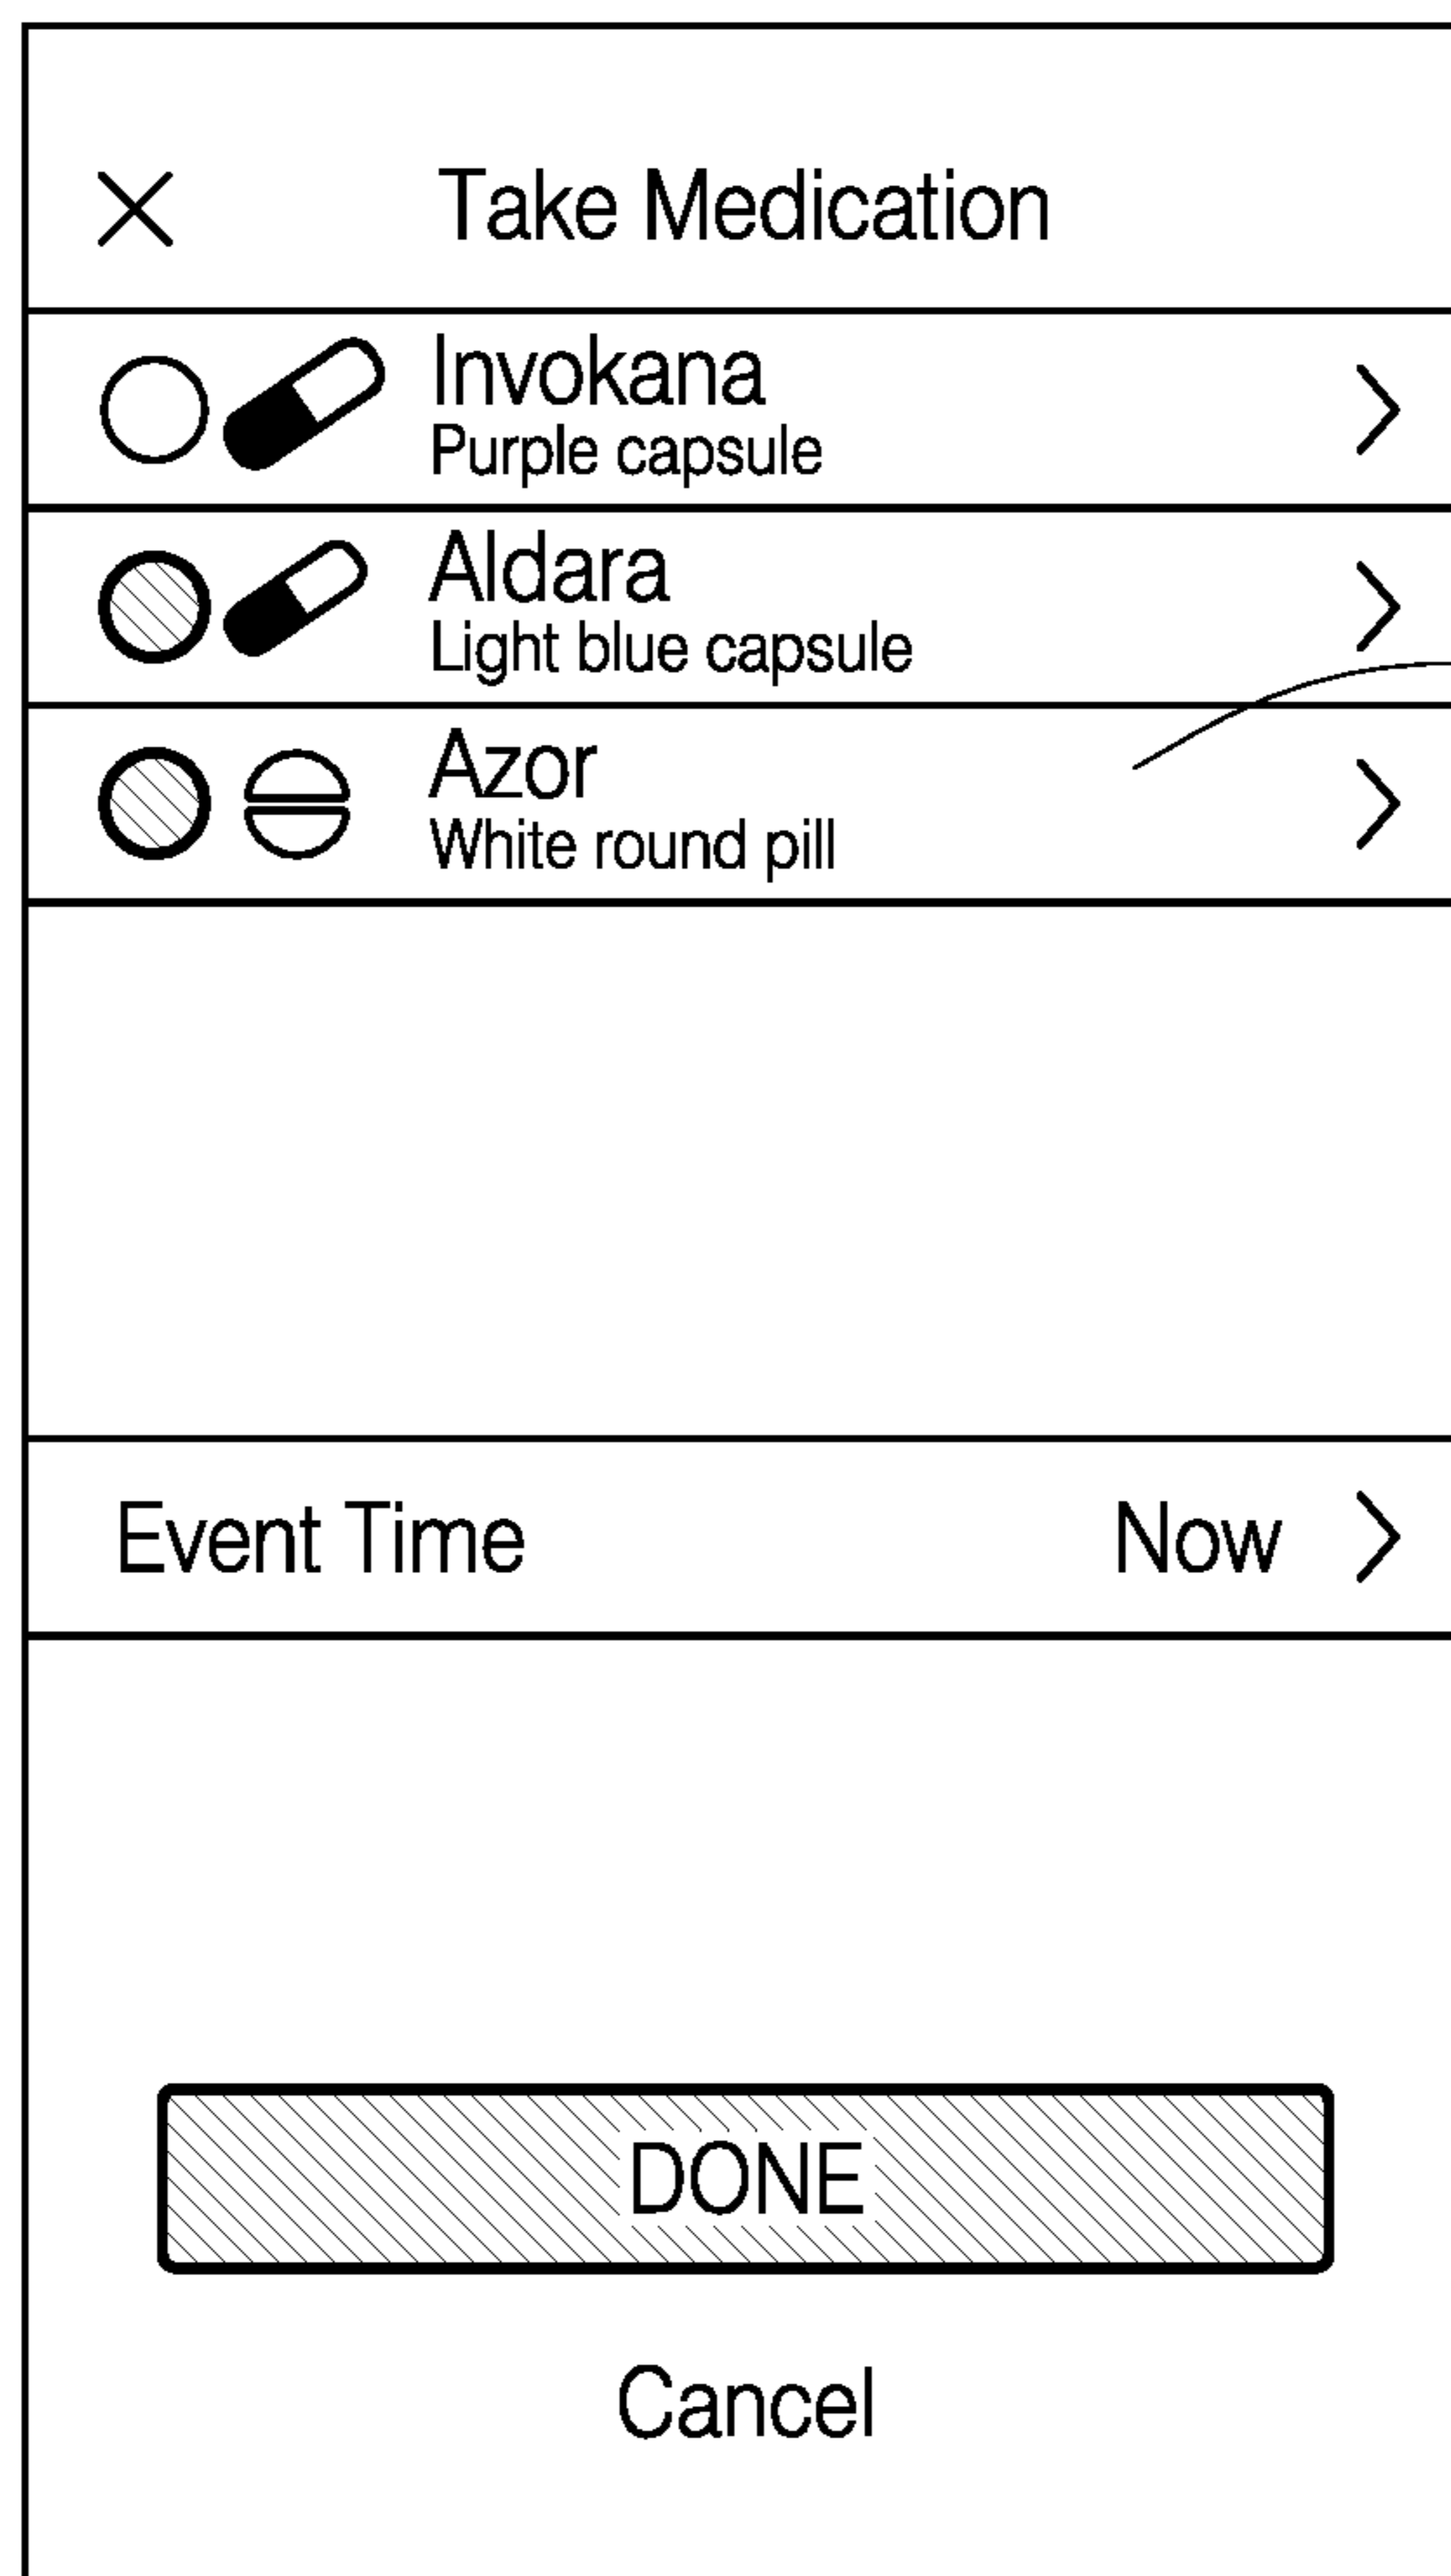 Take Medication
Invokana
Purple capsule
Aldara
Light blue capsule
Azor
White round pill
Event Time Now
DONE
Cancel